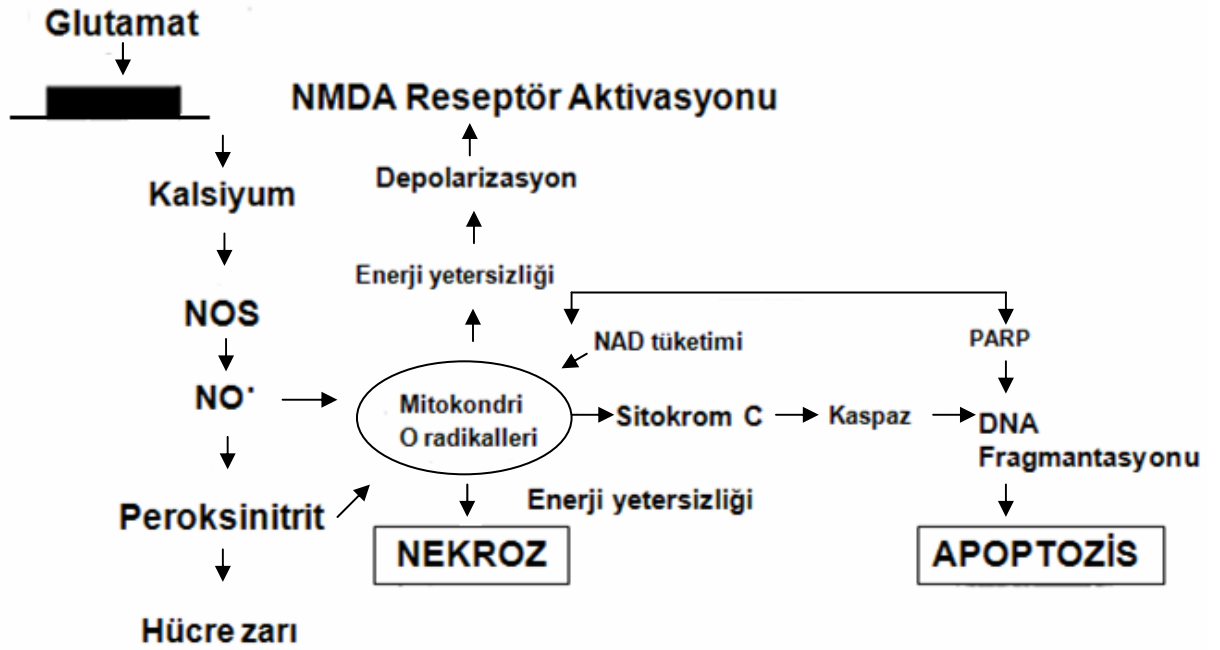 Glutamat
NMDA Reseptör Aktivasyonu
Depolarizasyon
Kalsiyum
Enerji yetersizliği
NOS
NAD tüketimi
PARP
NO˙
Mitokondri
O radikalleri
Sitokrom C
Kaspaz
DNA
Fragmantasyonu
Peroksinitrit
Enerji yetersizliği
NEKROZ
APOPTOZİS
Hücre zarı